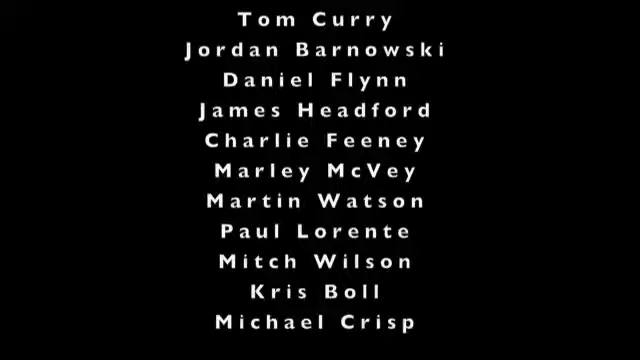 Tom Curry
Jordan Barnowski
Daniel Flynn
James Headford
Charlie Feeney
Marley McVey
Martin Watson
Paul Lorente
Mitch Wilson
Kris Boll
Michael Crisp